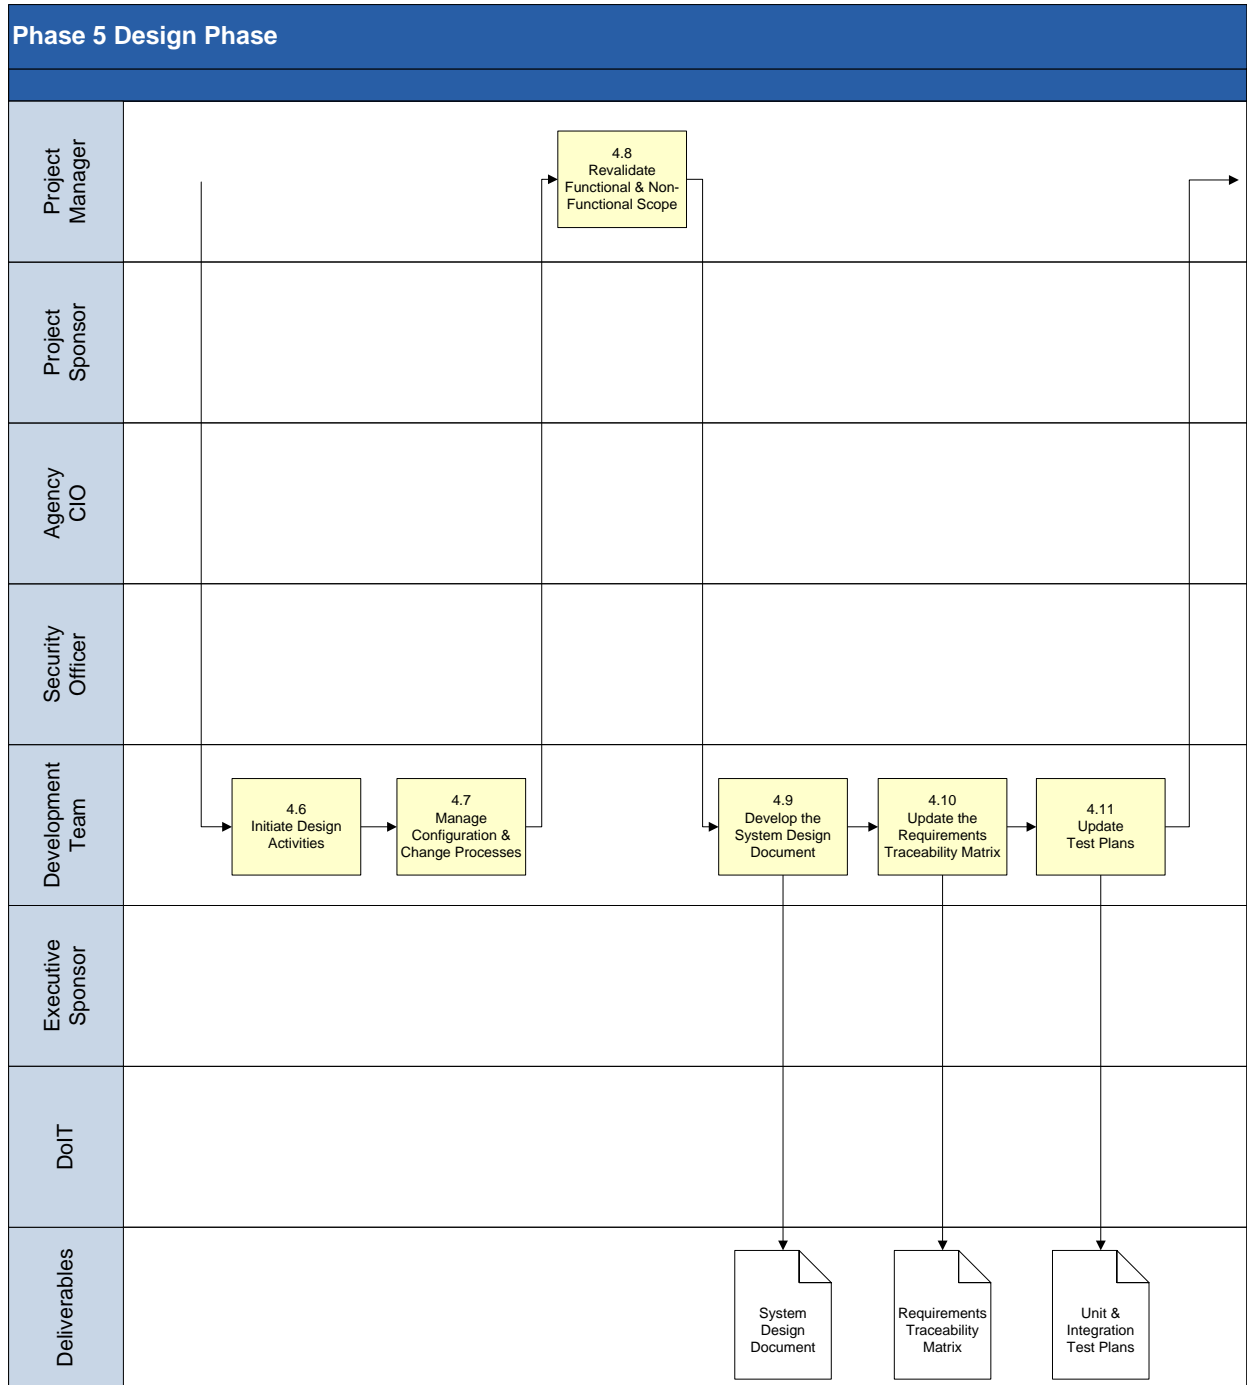 Phase 5 Design Phase
Project
Manager
4.8
Revalidate
Functional & Non-
Functional Scope
Project
Sponsor
Agency
CIO
Security
Officer
Development
Team
4.6
Initiate Design
Activities
4.7
Manage
Configuration &
Change Processes
4.9
Develop the
System Design
Document
4.10
Update the
Requirements
Traceability Matrix
4.11
Update
Test Plans
Executive
Sponsor
DoIT
Deliverables
System
Design
Document
Requirements
Traceability
Matrix
Unit &
Integration
Test Plans